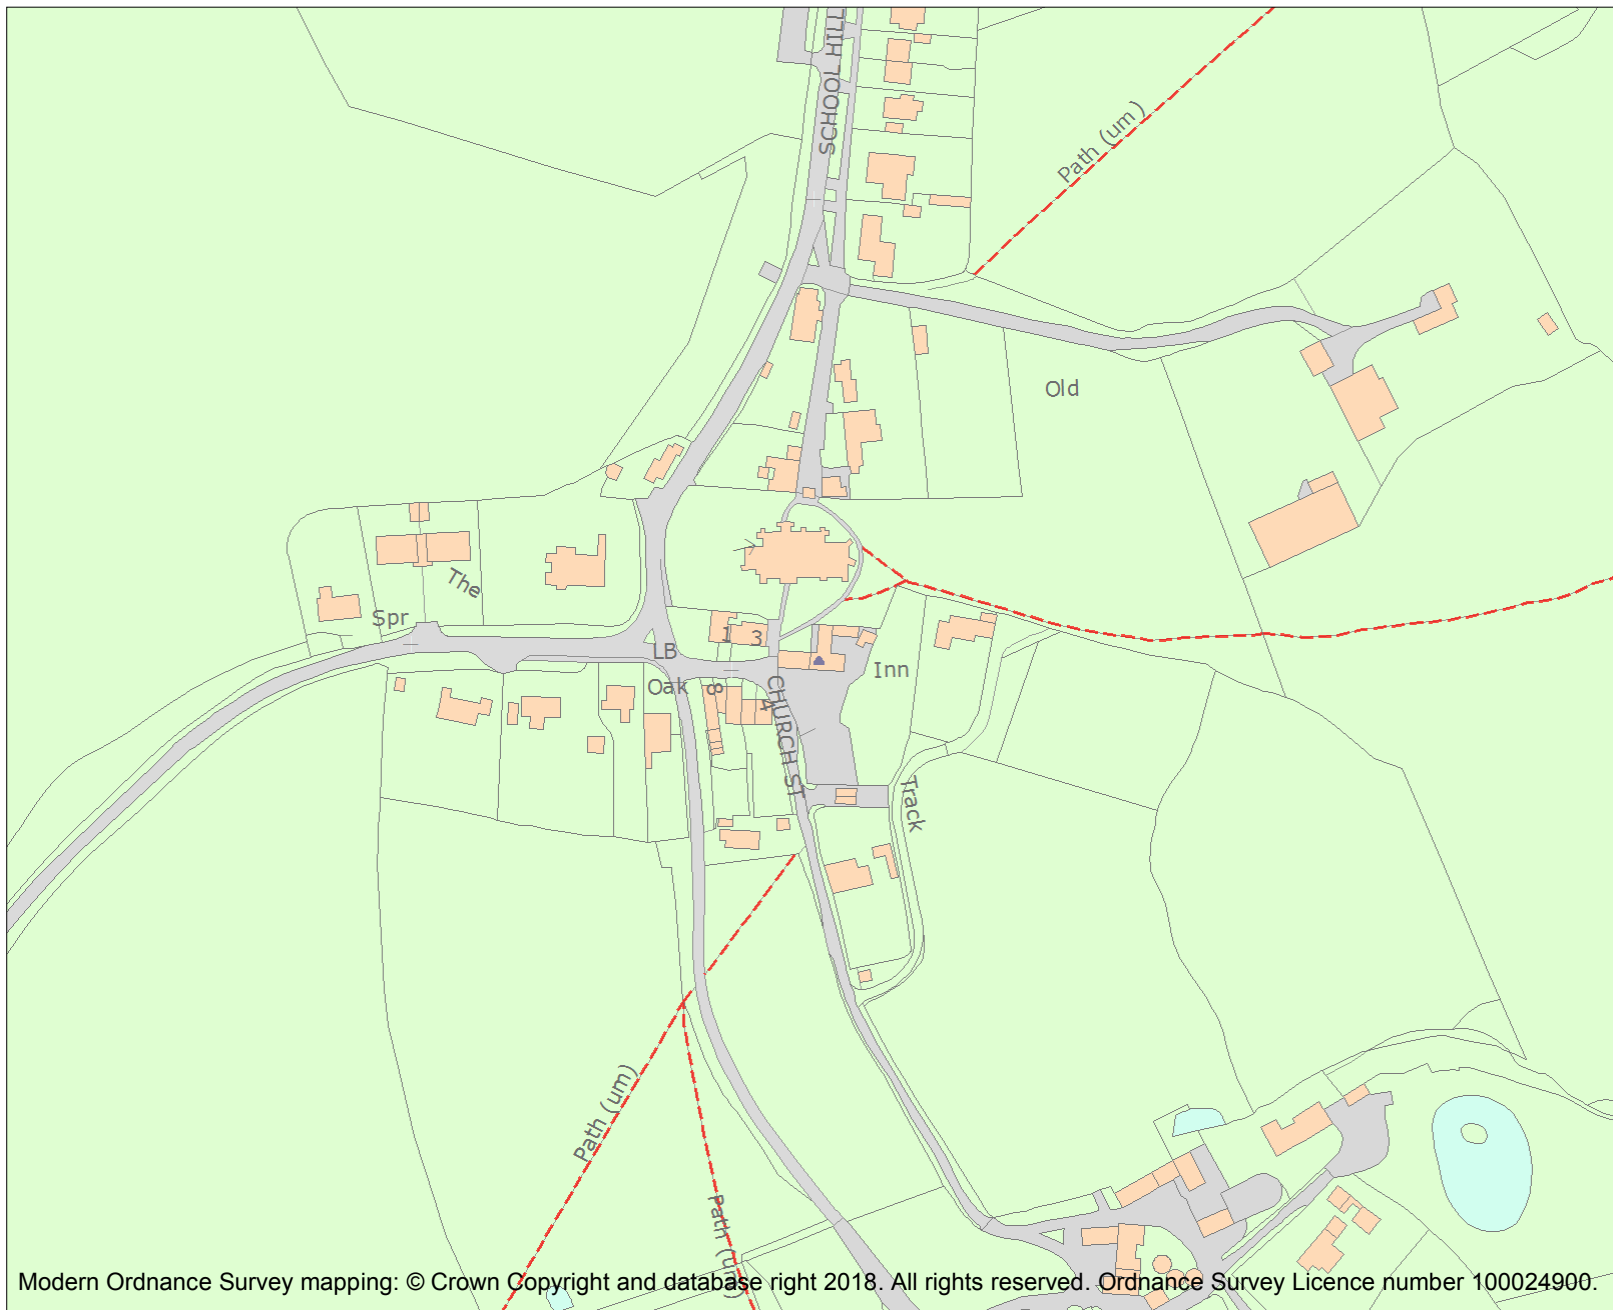 SCHOOL HILL
Path (um)
Old
The
Spr
1
3
LB
Inn
Oak
8
4
CHURCH ST
Track
Path (um)
Path (um)
Modern Ordnance Survey mapping: © Crown Copyright and database right 2018. All rights reserved. Ordnance Survey Licence number 100024900.